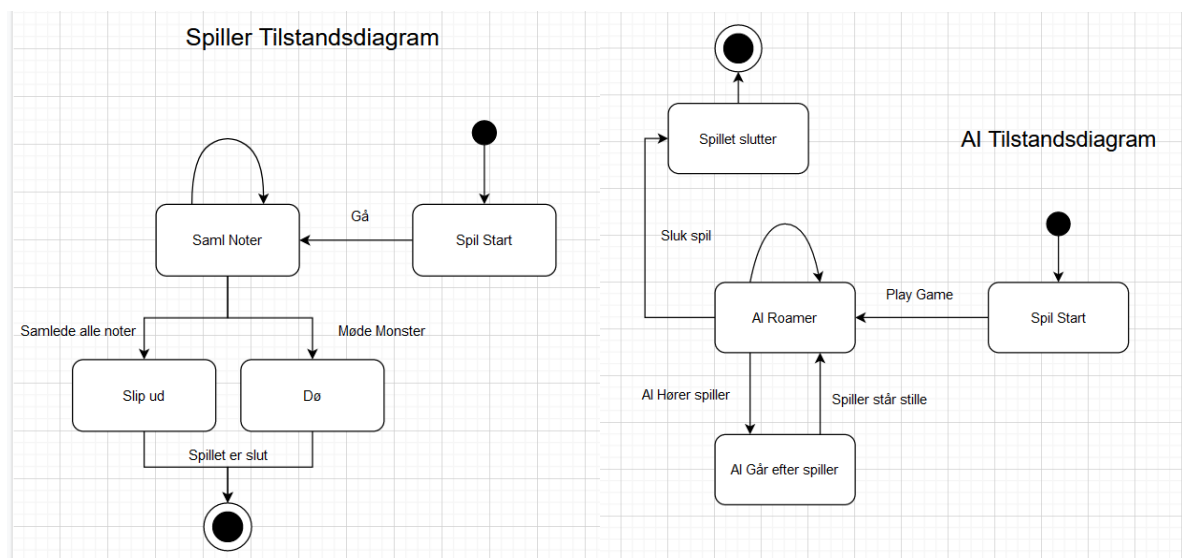 Spiller Tilstandsdiagram
Gå
Saml Noter
Spil Start
Samlede alle noter
Møde Monster
Slip ud
Dø
Spillet er slut
AI Tilstandsdiagram
Spillet slutter
Sluk spil
Play Game
AI Roamer
Spil Start
AI Hører spiller
Spiller står stille
AI Går efter spiller